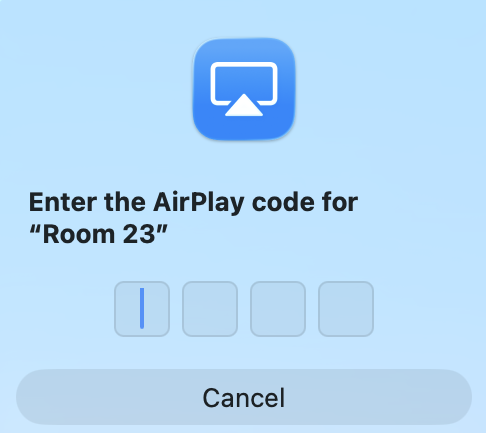 Enter the AirPlay code for
“Room 23”
Cancel